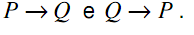 P → Q e Q → P.